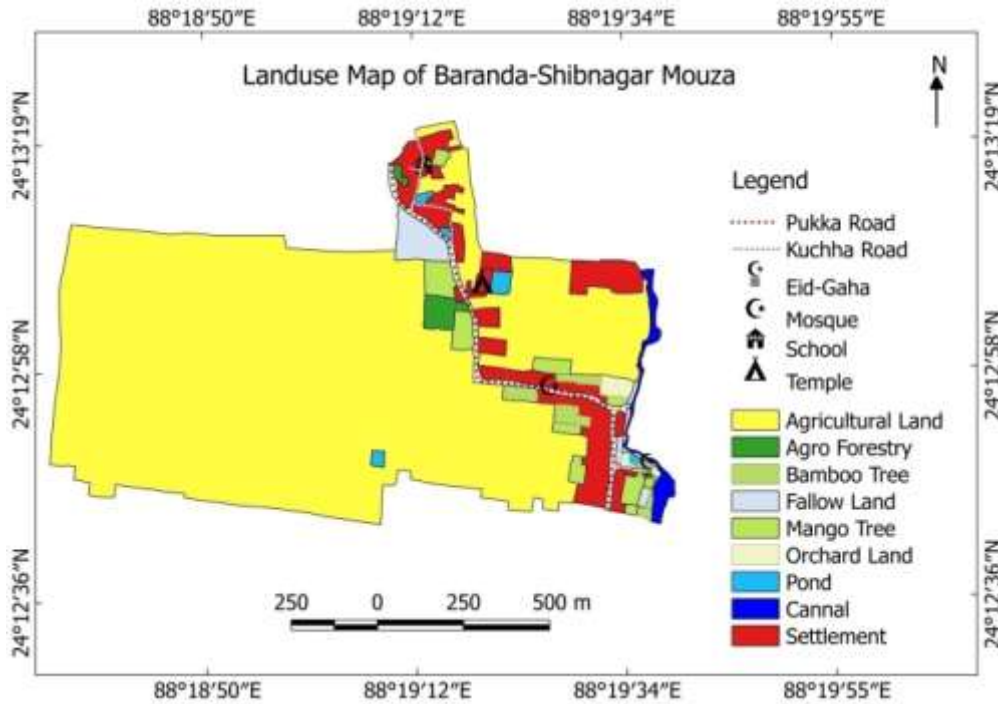 88°18′50″E 88°19′12″E 88°19′34″E 88°19′55″E
Landuse Map of Baranda-Shibnagar Mouza
N
24°13′19″N
24°13′19″N
Legend
Pukka Road
Kuchha Road
Eid-Gaha
Mosque
School
Temple
24°12′58″N
24°12′58″N
Agricultural Land
Agro Forestry
Bamboo Tree
Fallow Land
Mango Tree
Orchard Land
Pond
Cannal
Settlement
24°12′36″N
24°12′36″N
250 0 250 500 m
88°18′50″E 88°19′12″E 88°19′34″E 88°19′55″E